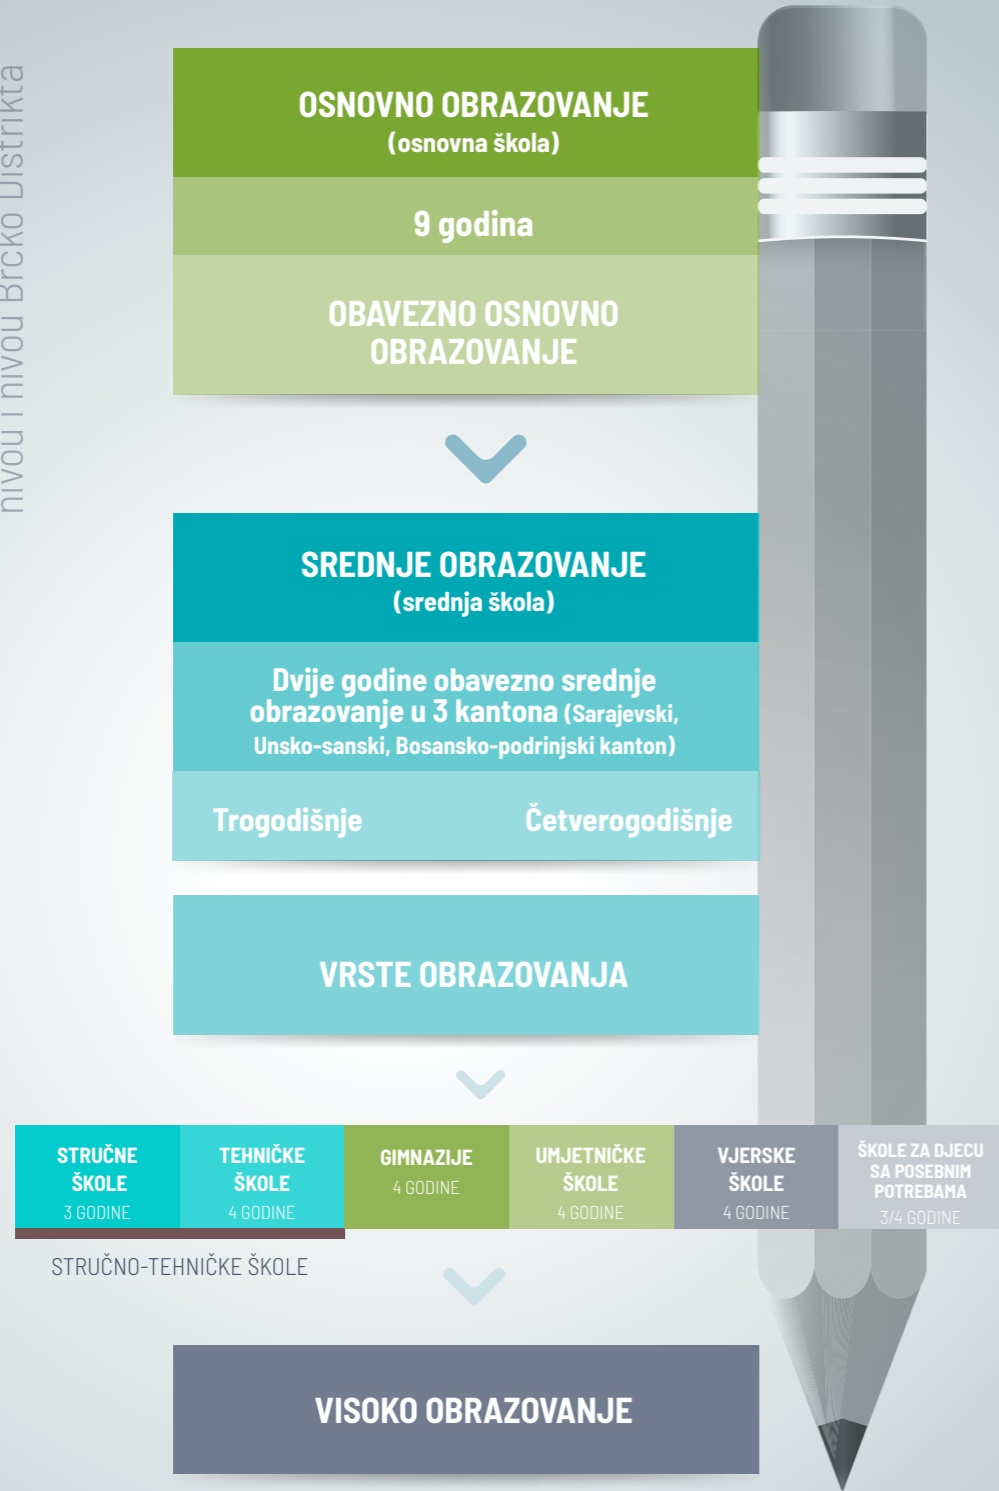 nivou i nivou Brcko Distrikta
OSNOVNO OBRAZOVANJE
(osnovna škola)
9 godina
OBAVEZNO OSNOVNO
OBRAZOVANJE
SREDNJE OBRAZOVANJE
(srednja škola)
Dvije godine obavezno srednje
obrazovanje u 3 kantona (Sarajevski,
Unsko-sanski, Bosansko-podrinjski kanton)
Trogodišnje
Četverogodišnje
VRSTE OBRAZOVANJA
STRUČNE
ŠKOLE
3 GODINE
TEHNIČKE
ŠKOLE
4 GODINE
GIMNAZIJE
4 GODINE
UMJETNIČKE
ŠKOLE
4 GODINE
VJERSKE
ŠKOLE
4 GODINE
ŠKOLE ZA DJECU
SA POSEBNIM
POTREBAMA
3/4 GODINE
STRUČNO-TEHNIČKE ŠKOLE
VISOKO OBRAZOVANJE